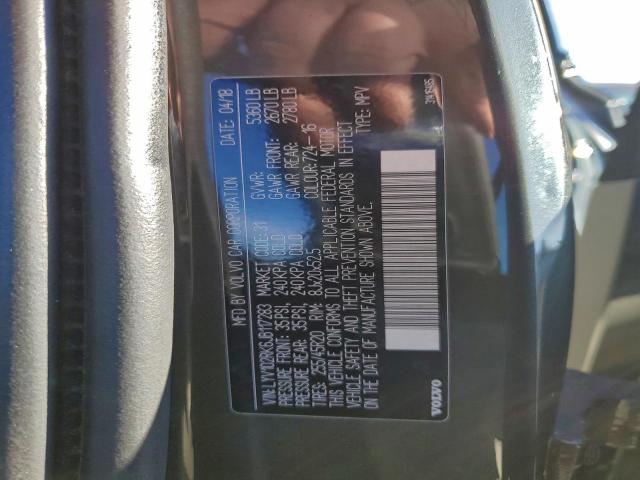 MFD BY VOLVO CAR CORPORATION DATE: 04/18
VIN: LYV102RK6JB117283 MARKET CODE:31 GVWR: 5360 LB
PRESSURE FRONT: 35PSI, 240KPA COLD GAWR FRONT: 2670 LB
PRESSURE REAR: 35PSI, 240KPA COLD GAWR REAR: 2780 LB
TIRES: 255/45R20 RIM: 8Jx20x52.5 COLOUR:724-16
THIS VEHICLE CONFORMS TO ALL APPLICABLE FEDERAL MOTOR
VEHICLE SAFETY AND THEFT PREVENTION STANDARDS IN EFFECT
ON THE DATE OF MANUFACTURE SHOWN ABOVE. TYPE: MPV
VOLVO